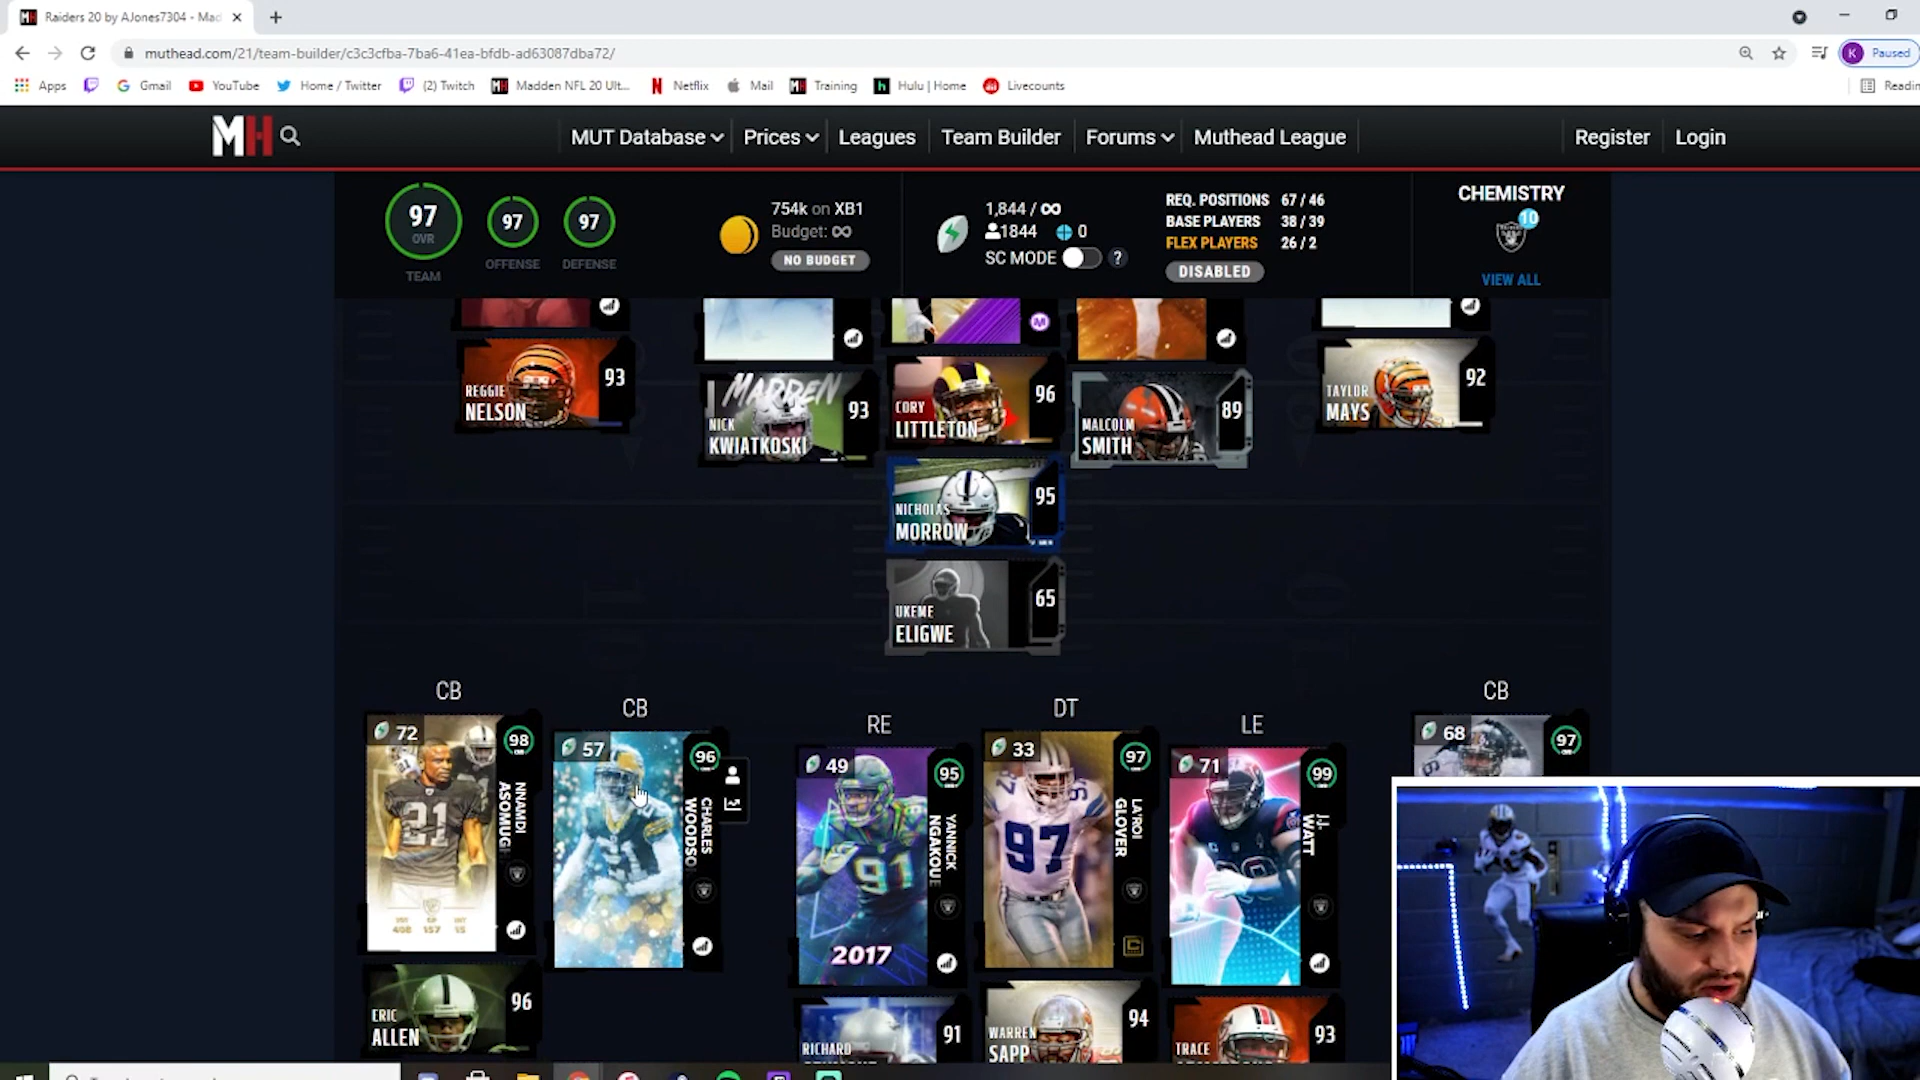 Raiders 20 by AJones7304 - Mad
muthead.com/21/team-builder/c3c3cfba-7ba6-41ea-bfdb-ad63087dba72/
K Paused
Apps
Gmail
YouTube
Home / Twitter
(2) Twitch
Madden NFL 20 Ult...
Netflix
Mail
Training
Hulu | Home
Livecounts
Readin
MH
MUT Database
Prices
Leagues
Team Builder
Forums
Muthead League
Register
Login
97
OVR
TEAM
97
OFFENSE
97
DEFENSE
754k on XB1
Budget: ∞
NO BUDGET
1,844 / ∞
1844 0
SC MODE ?
REQ. POSITIONS 67 / 46
BASE PLAYERS 38 / 39
FLEX PLAYERS 26 / 2
DISABLED
CHEMISTRY
10
VIEW ALL
REGGIE
NELSON
93
NICK
KWIATKOSKI
93
CORY
LITTLETON
96
MALCOLM
SMITH
89
TAYLOR
MAYS
92
NICHOLAS
MORROW
95
UKEME
ELIGWE
65
CB
72
98
NNAMDI
ASOMUGH
21
ERIC
ALLEN
96
CB
57
96
CHARLES
WOODSO
RE
49
95
YANNICK
NGAKOUE
91
2017
RICHARD
91
DT
33
97
LA'ROI
GLOVER
97
WARREN
SAPP
94
LE
71
99
J.J.
WATT
TRACE
93
CB
68
97